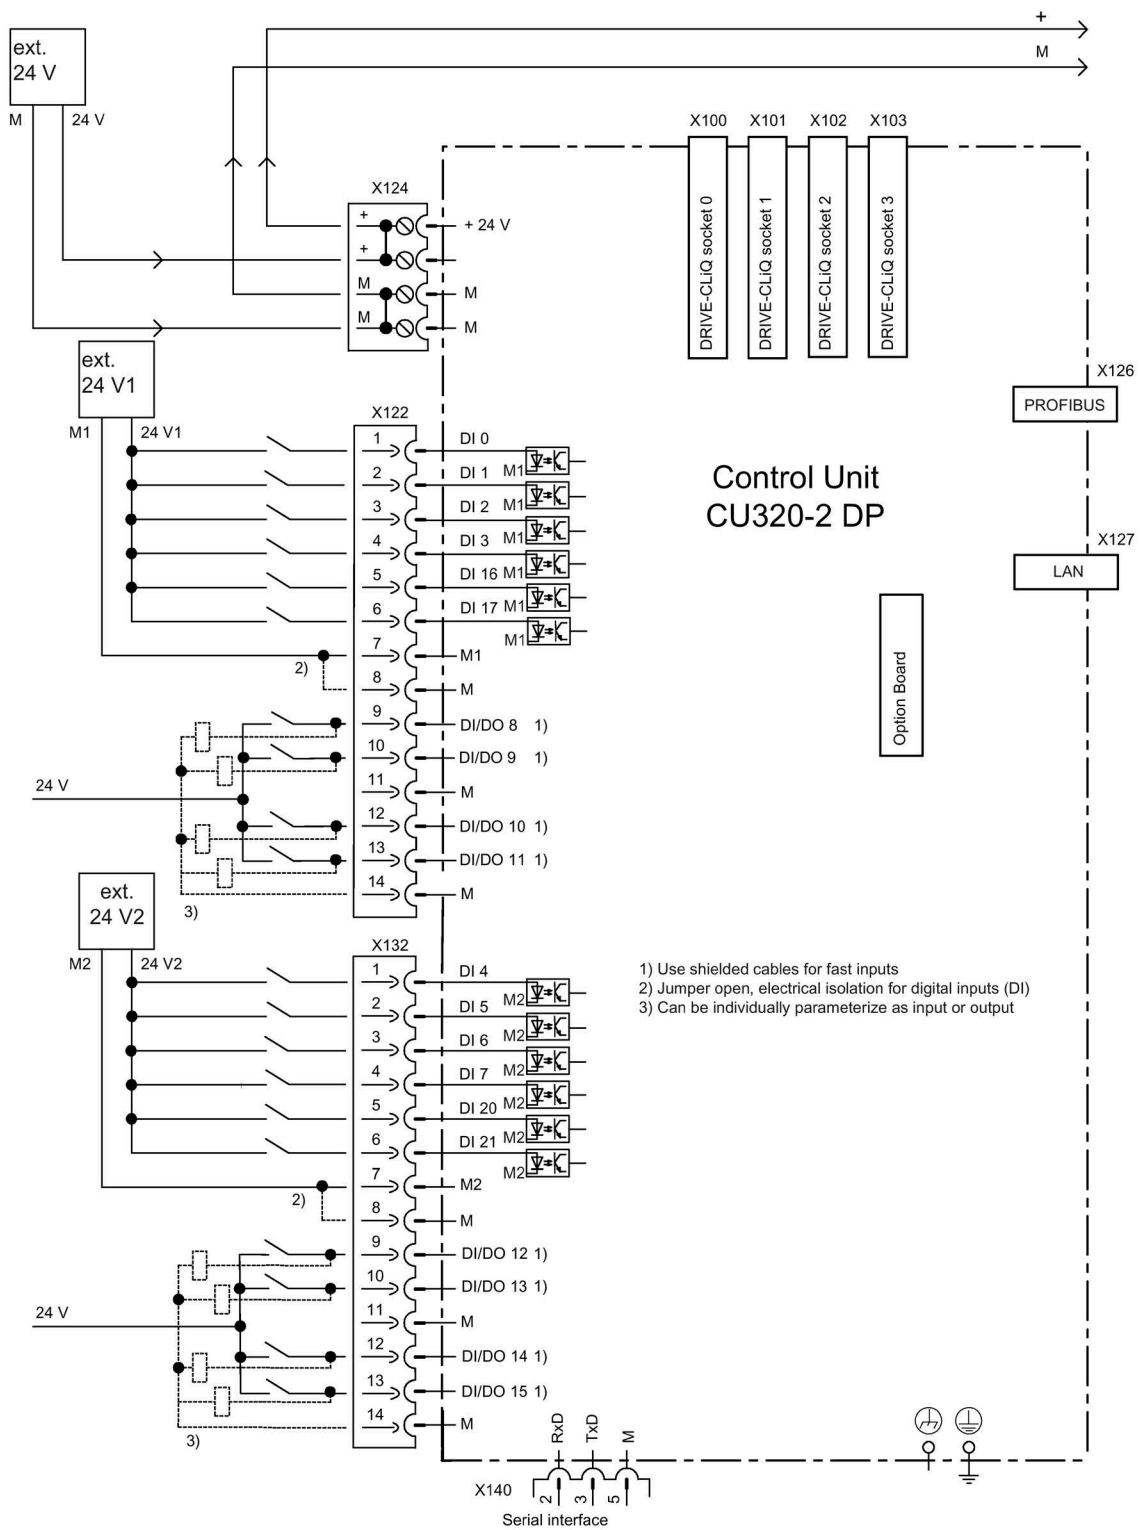 +
M
ext.
24 V
M 24 V
X100 X101 X102 X103
DRIVE-CLiQ socket 0
DRIVE-CLiQ socket 1
DRIVE-CLiQ socket 2
DRIVE-CLiQ socket 3
X124
+ + 24 V
+
M M
M M
ext.
24 V1
M1 24 V1
X126
PROFIBUS
X122
1 DI 0
M1
2 DI 1
M1
3 DI 2
M1
4 DI 3
M1
5 DI 16
M1
6 DI 17
M1
7 M1
2)
8 M
9 DI/DO 8 1)
10 DI/DO 9 1)
24 V
11 M
12 DI/DO 10 1)
13 DI/DO 11 1)
14 M
3)
Control Unit
CU320-2 DP
X127
LAN
Option Board
ext.
24 V2
M2 24 V2
X132
1 DI 4
M2
2 DI 5
M2
3 DI 6
M2
4 DI 7
M2
5 DI 20
M2
6 DI 21
M2
7 M2
2)
8 M
9 DI/DO 12 1)
10 DI/DO 13 1)
24 V
11 M
12 DI/DO 14 1)
13 DI/DO 15 1)
14 M
3)
1) Use shielded cables for fast inputs
2) Jumper open, electrical isolation for digital inputs (DI)
3) Can be individually parameterize as input or output
RxD
TxD
M
X140
2
3
5
Serial interface